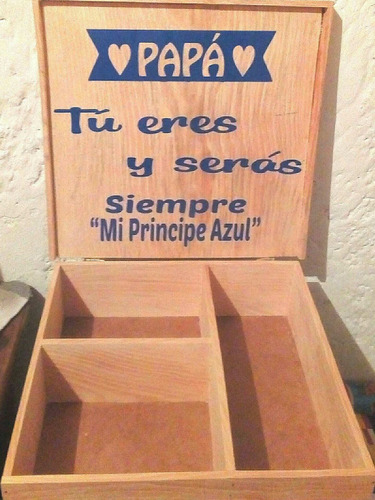 PAPÁ
Tú eres
y serás
Siempre
“Mi Principe Azul”